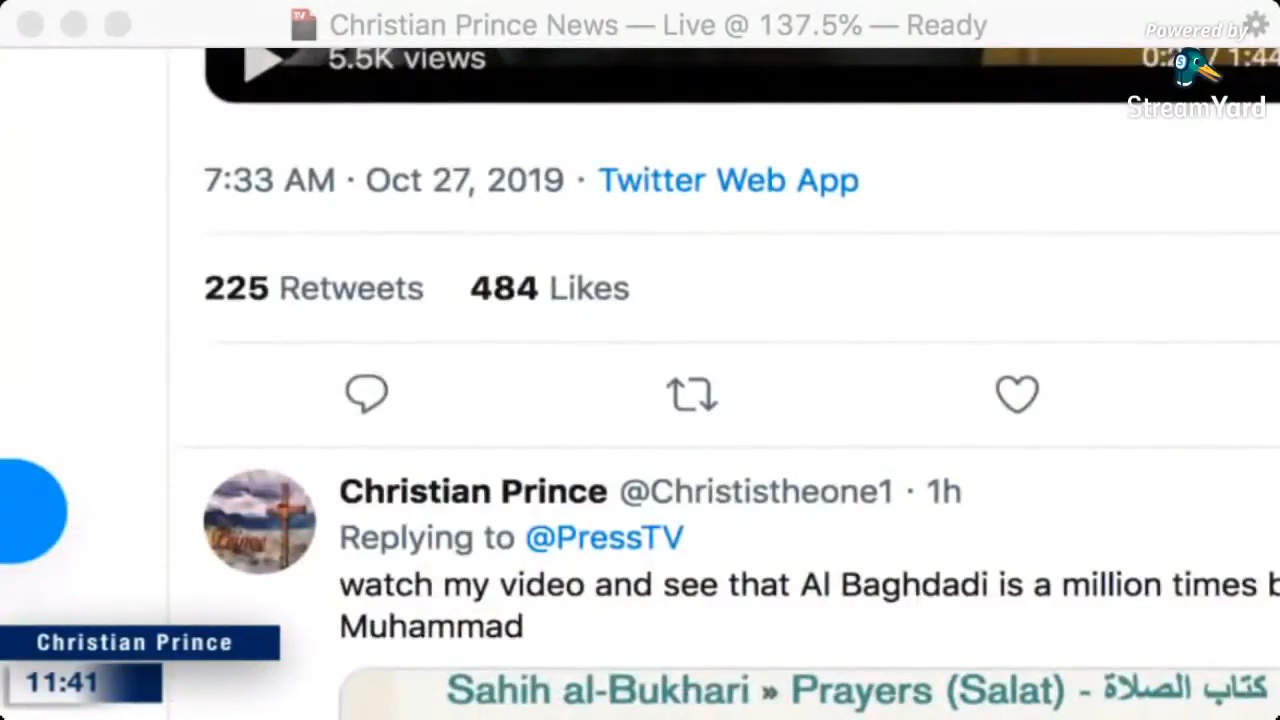 Christian Prince News — Live @ 137.5% — Ready
Powered by
StreamYard
5.5K views
/ 1:44
7:33 AM · Oct 27, 2019 · Twitter Web App
225 Retweets 484 Likes
Christian Prince @Christistheone1 · 1h
Replying to @PressTV
watch my video and see that Al Baghdadi is a million times b
Muhammad
Christian Prince
11:41
Sahih al-Bukhari » Prayers (Salat) - كتاب الصلاة